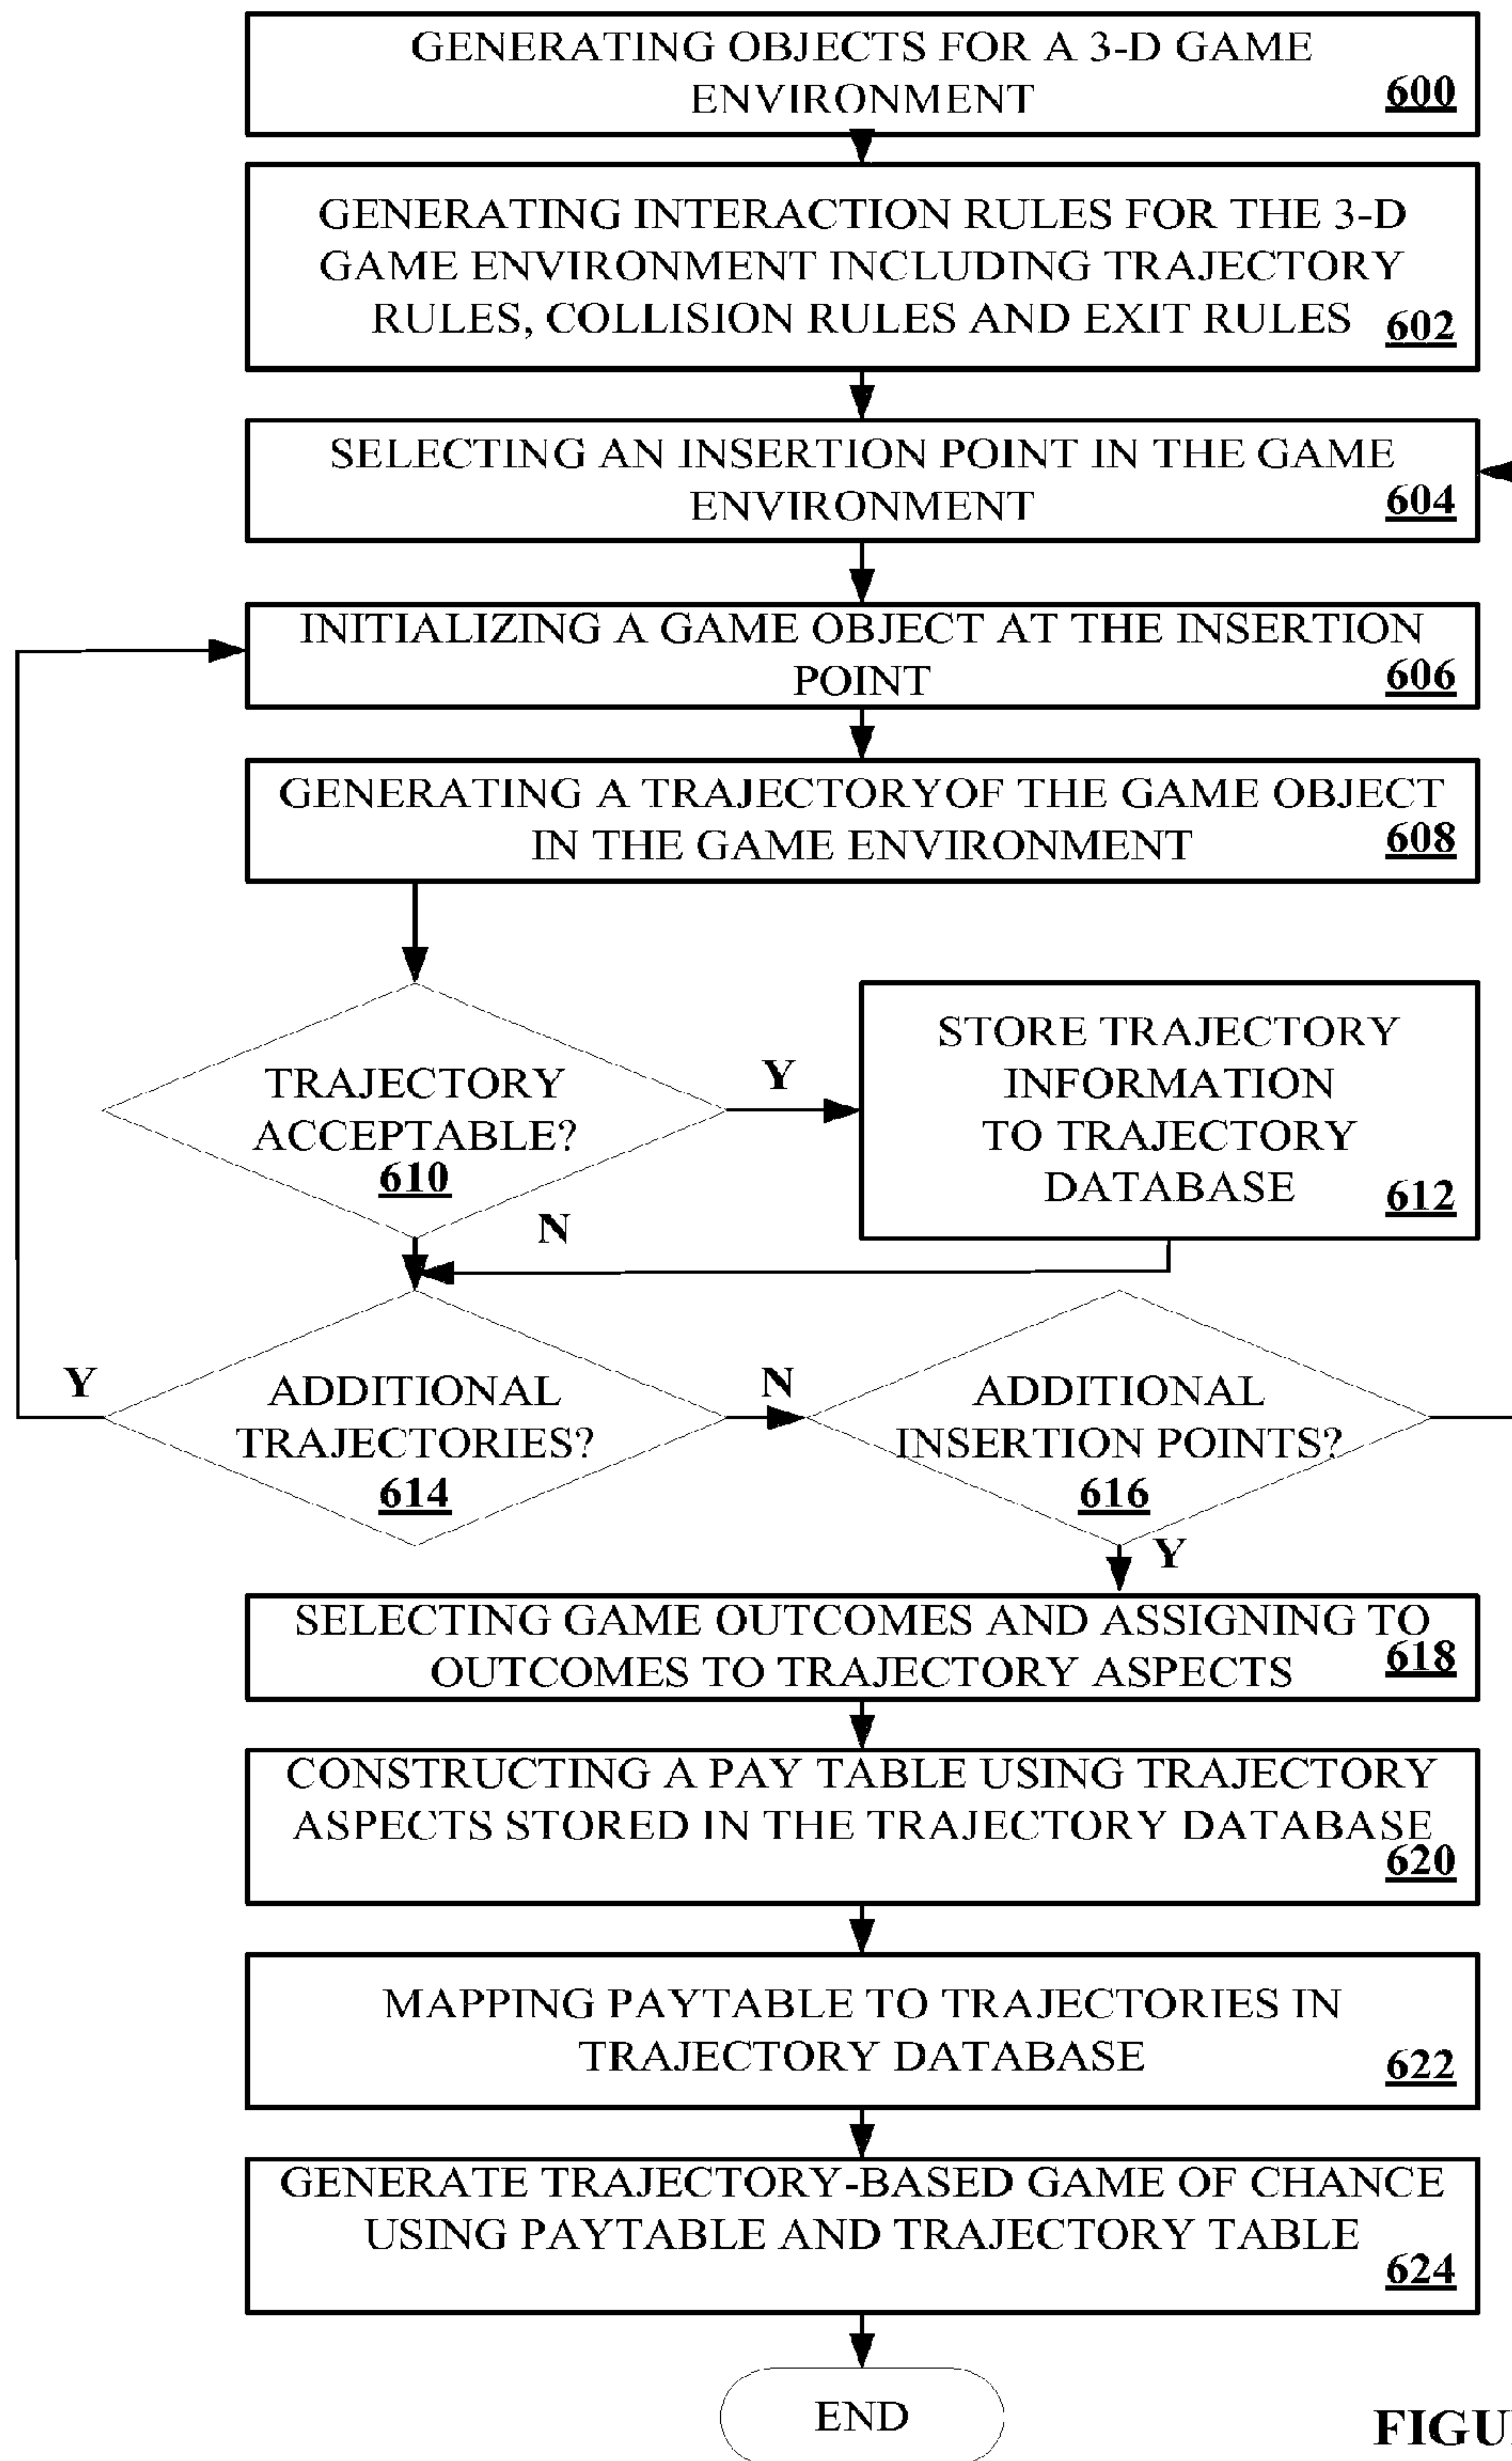 GENERATING OBJECTS FOR A 3-D GAME
ENVIRONMENT
600
GENERATING INTERACTION RULES FOR THE 3-D
GAME ENVIRONMENT INCLUDING TRAJECTORY
RULES, COLLISION RULES AND EXIT RULES
602
SELECTING AN INSERTION POINT IN THE GAME
ENVIRONMENT
604
INITIALIZING A GAME OBJECT AT THE INSERTION
POINT
606
GENERATING A TRAJECTORYOF THE GAME OBJECT
IN THE GAME ENVIRONMENT
608
TRAJECTORY
ACCEPTABLE?
610
Y
N
STORE TRAJECTORY
INFORMATION
TO TRAJECTORY
DATABASE
612
Y
ADDITIONAL
TRAJECTORIES?
614
N
ADDITIONAL
INSERTION POINTS?
616
Y
SELECTING GAME OUTCOMES AND ASSIGNING TO
OUTCOMES TO TRAJECTORY ASPECTS
618
CONSTRUCTING A PAY TABLE USING TRAJECTORY
ASPECTS STORED IN THE TRAJECTORY DATABASE
620
MAPPING PAYTABLE TO TRAJECTORIES IN
TRAJECTORY DATABASE
622
GENERATE TRAJECTORY-BASED GAME OF CHANCE
USING PAYTABLE AND TRAJECTORY TABLE
624
END
FIGU